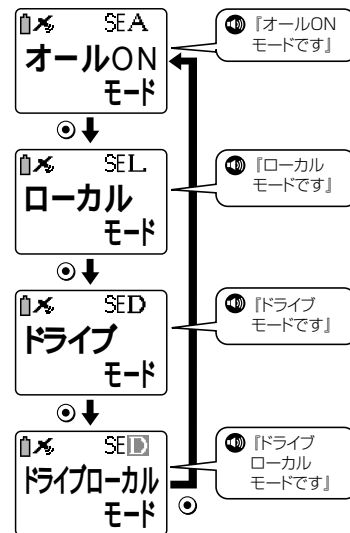 SEA
オールON
モード
『オールON
モードです』
SEL
ローカル
モード
『ローカル
モードです』
SED
ドライブ
モード
『ドライブ
モードです』
SED
ドライブローカル
モード
『ドライブ
ローカル
モードです』